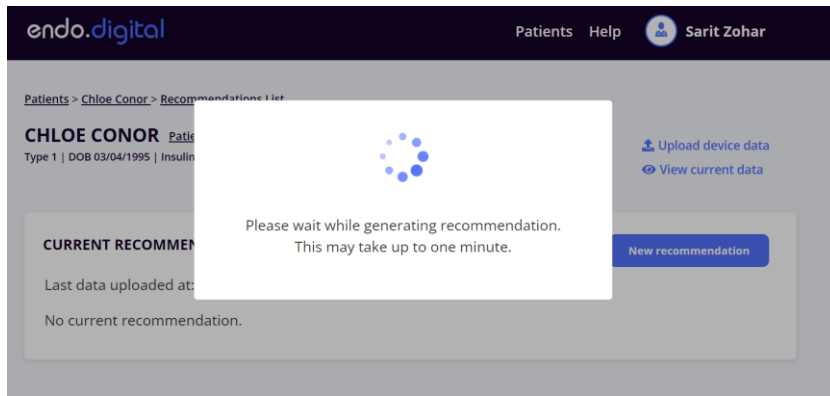 endo.digital
Patients Help Sarit Zohar
Patients > Chloe Conor > Recommendations List
CHLOE CONOR
Type 1 | DOB 03/04/1995 |
Upload device data
View current data
Please wait while generating recommendation.
This may take up to one minute.
CURRENT
New recommendation
Last data uploaded at:
No current recommendation.